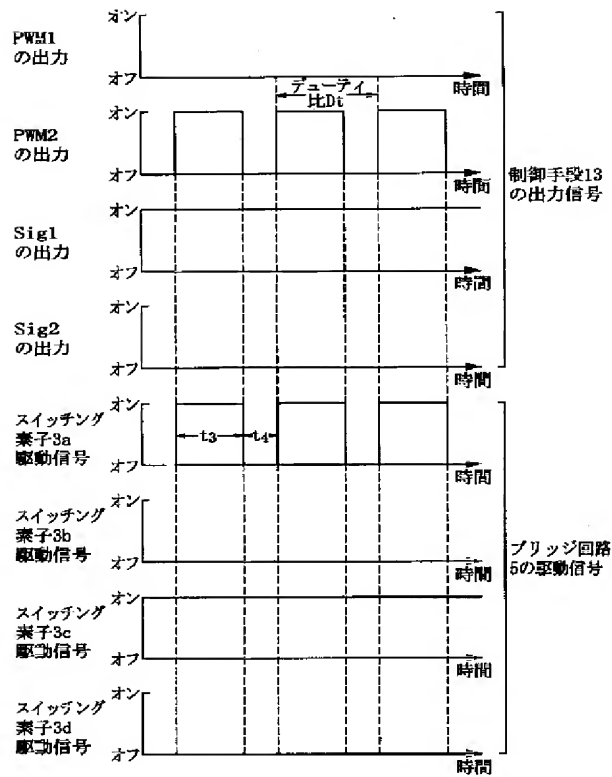 PWM1
の出力
オン
オフ
時間
デューティ
比Dt
PWM2
の出力
オン
オフ
時間
Sig1
の出力
オン
オフ
時間
Sig2
の出力
オン
オフ
時間
制御手段13
の出力信号
スイッチング
素子3a
駆動信号
オン
オフ
t3
t4
時間
スイッチング
素子3b
駆動信号
オン
オフ
時間
スイッチング
素子3c
駆動信号
オン
オフ
時間
スイッチング
素子3d
駆動信号
オン
オフ
時間
ブリッジ回路
5の駆動信号